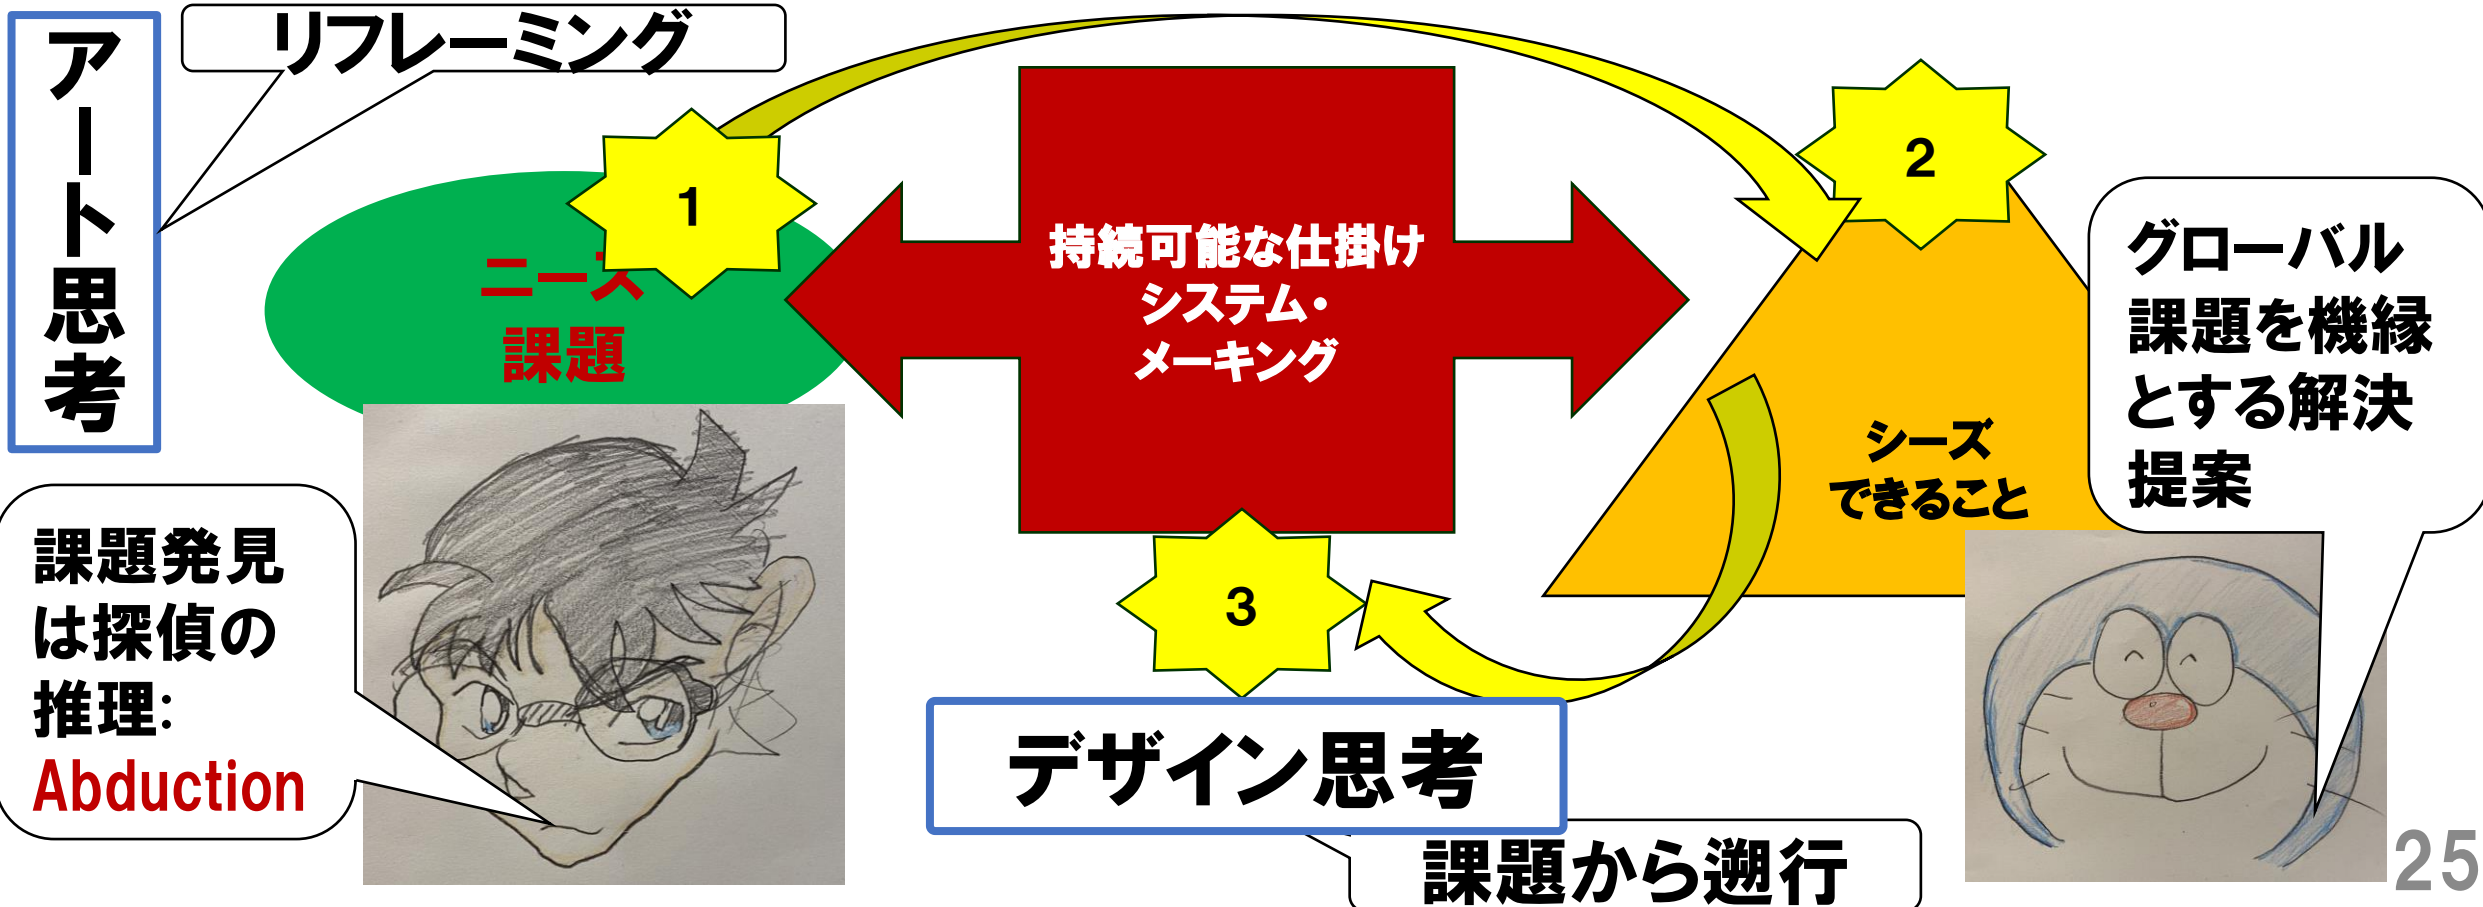 アート思考
リフレーミング
1
ニーズ
課題
持続可能な仕掛け
システム・
メーキング
2
グローバル
課題を機縁
とする解決
提案
シーズ
できること
課題発見
は探偵の
推理:
Abduction
3
デザイン思考
課題から遡行
25